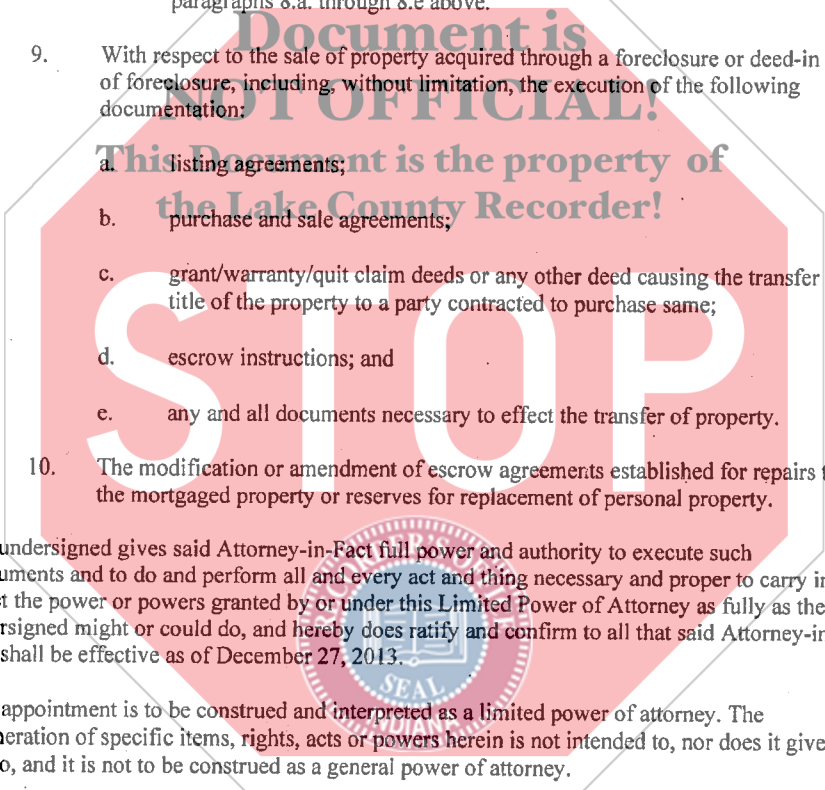 paragraphs 8.a. through 8.e above.
Document is
9. With respect to the sale of property acquired through a foreclosure or deed-in
of foreclosure, including, without limitation, the execution of the following
NOT OFFICIAL!
documentation:
This Document is the property of
a. listing agreements;
the Lake County Recorder!
b. purchase and sale agreements;
c. grant/warranty/quit claim deeds or any other deed causing the transfer
title of the property to a party contracted to purchase same;
STOP
d. escrow instructions; and
e. any and all documents necessary to effect the transfer of property.
10. The modification or amendment of escrow agreements established for repairs t
the mortgaged property or reserves for replacement of personal property.
undersigned gives said Attorney-in-Fact full power and authority to execute such
uments and to do and perform all and every act and thing necessary and proper to carry in
t the power or powers granted by or under this Limited Power of Attorney as fully as the
rsigned might or could do, and hereby does ratify and confirm to all that said Attorney-in
shall be effective as of December 27, 2013.
RECORDER'S OFFICE
SEAL
INDIANA
appointment is to be construed and interpreted as a limited power of attorney. The
neration of specific items, rights, acts or powers herein is not intended to, nor does it give
o, and it is not to be construed as a general power of attorney.